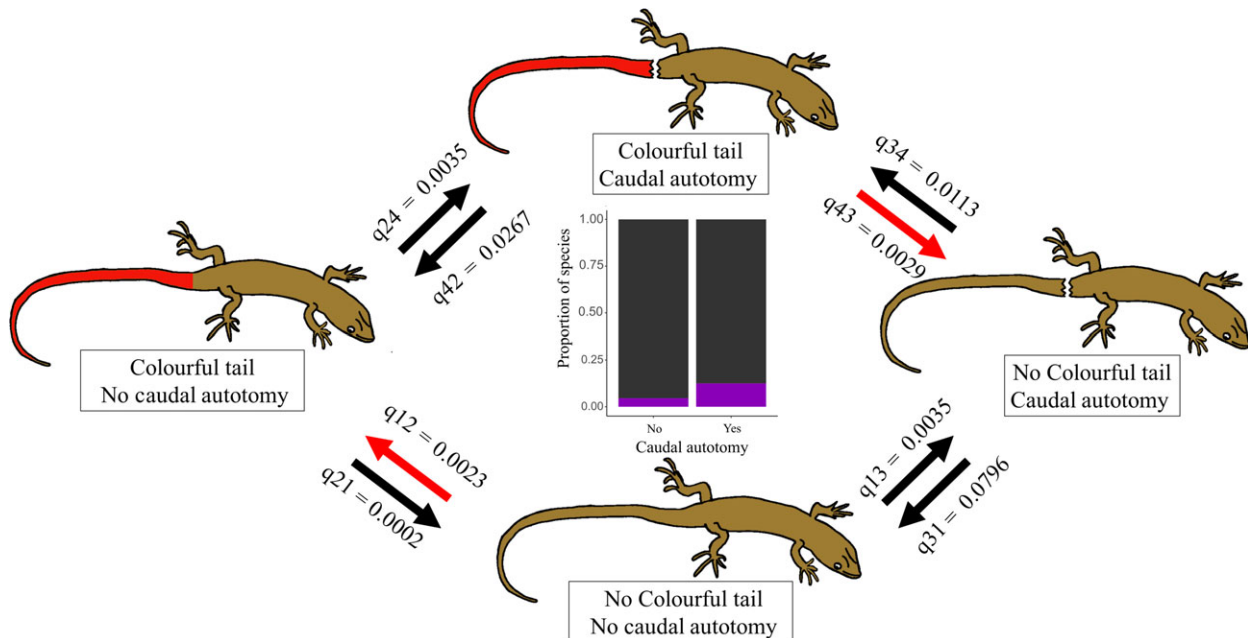 Colourful tail
Caudal autotomy
q24 = 0.0035
q42 = 0.0267
q34 = 0.0113
q43 = 0.0029
Proportion of species
1.00
0.75
0.50
0.25
0.00
No
Yes
Caudal autotomy
Colourful tail
No caudal autotomy
No Colourful tail
Caudal autotomy
q12 = 0.0023
q21 = 0.0002
q13 = 0.0035
q31 = 0.0796
No Colourful tail
No caudal autotomy